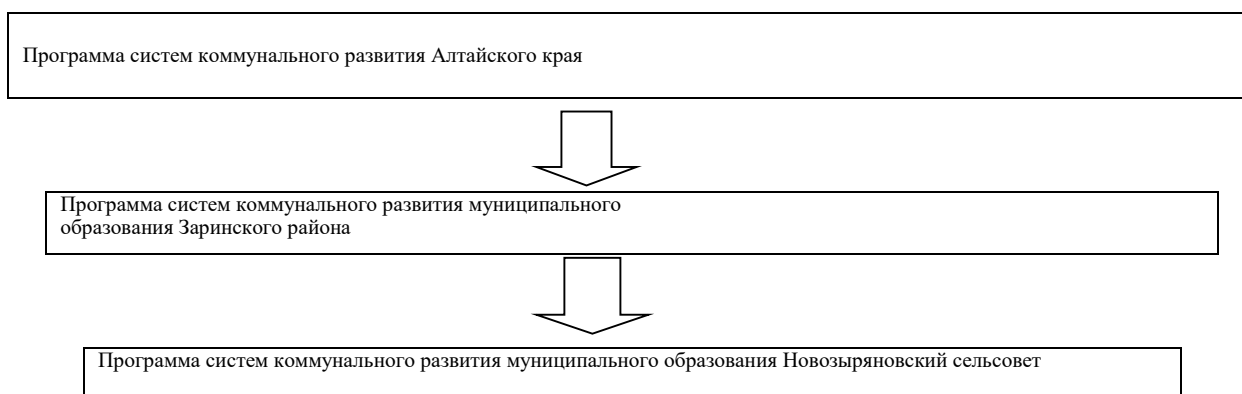 Программа систем коммунального развития Алтайского края
Программа систем коммунального развития муниципального
образования Заринского района
Программа систем коммунального развития муниципального образования Новозыряновский сельсовет